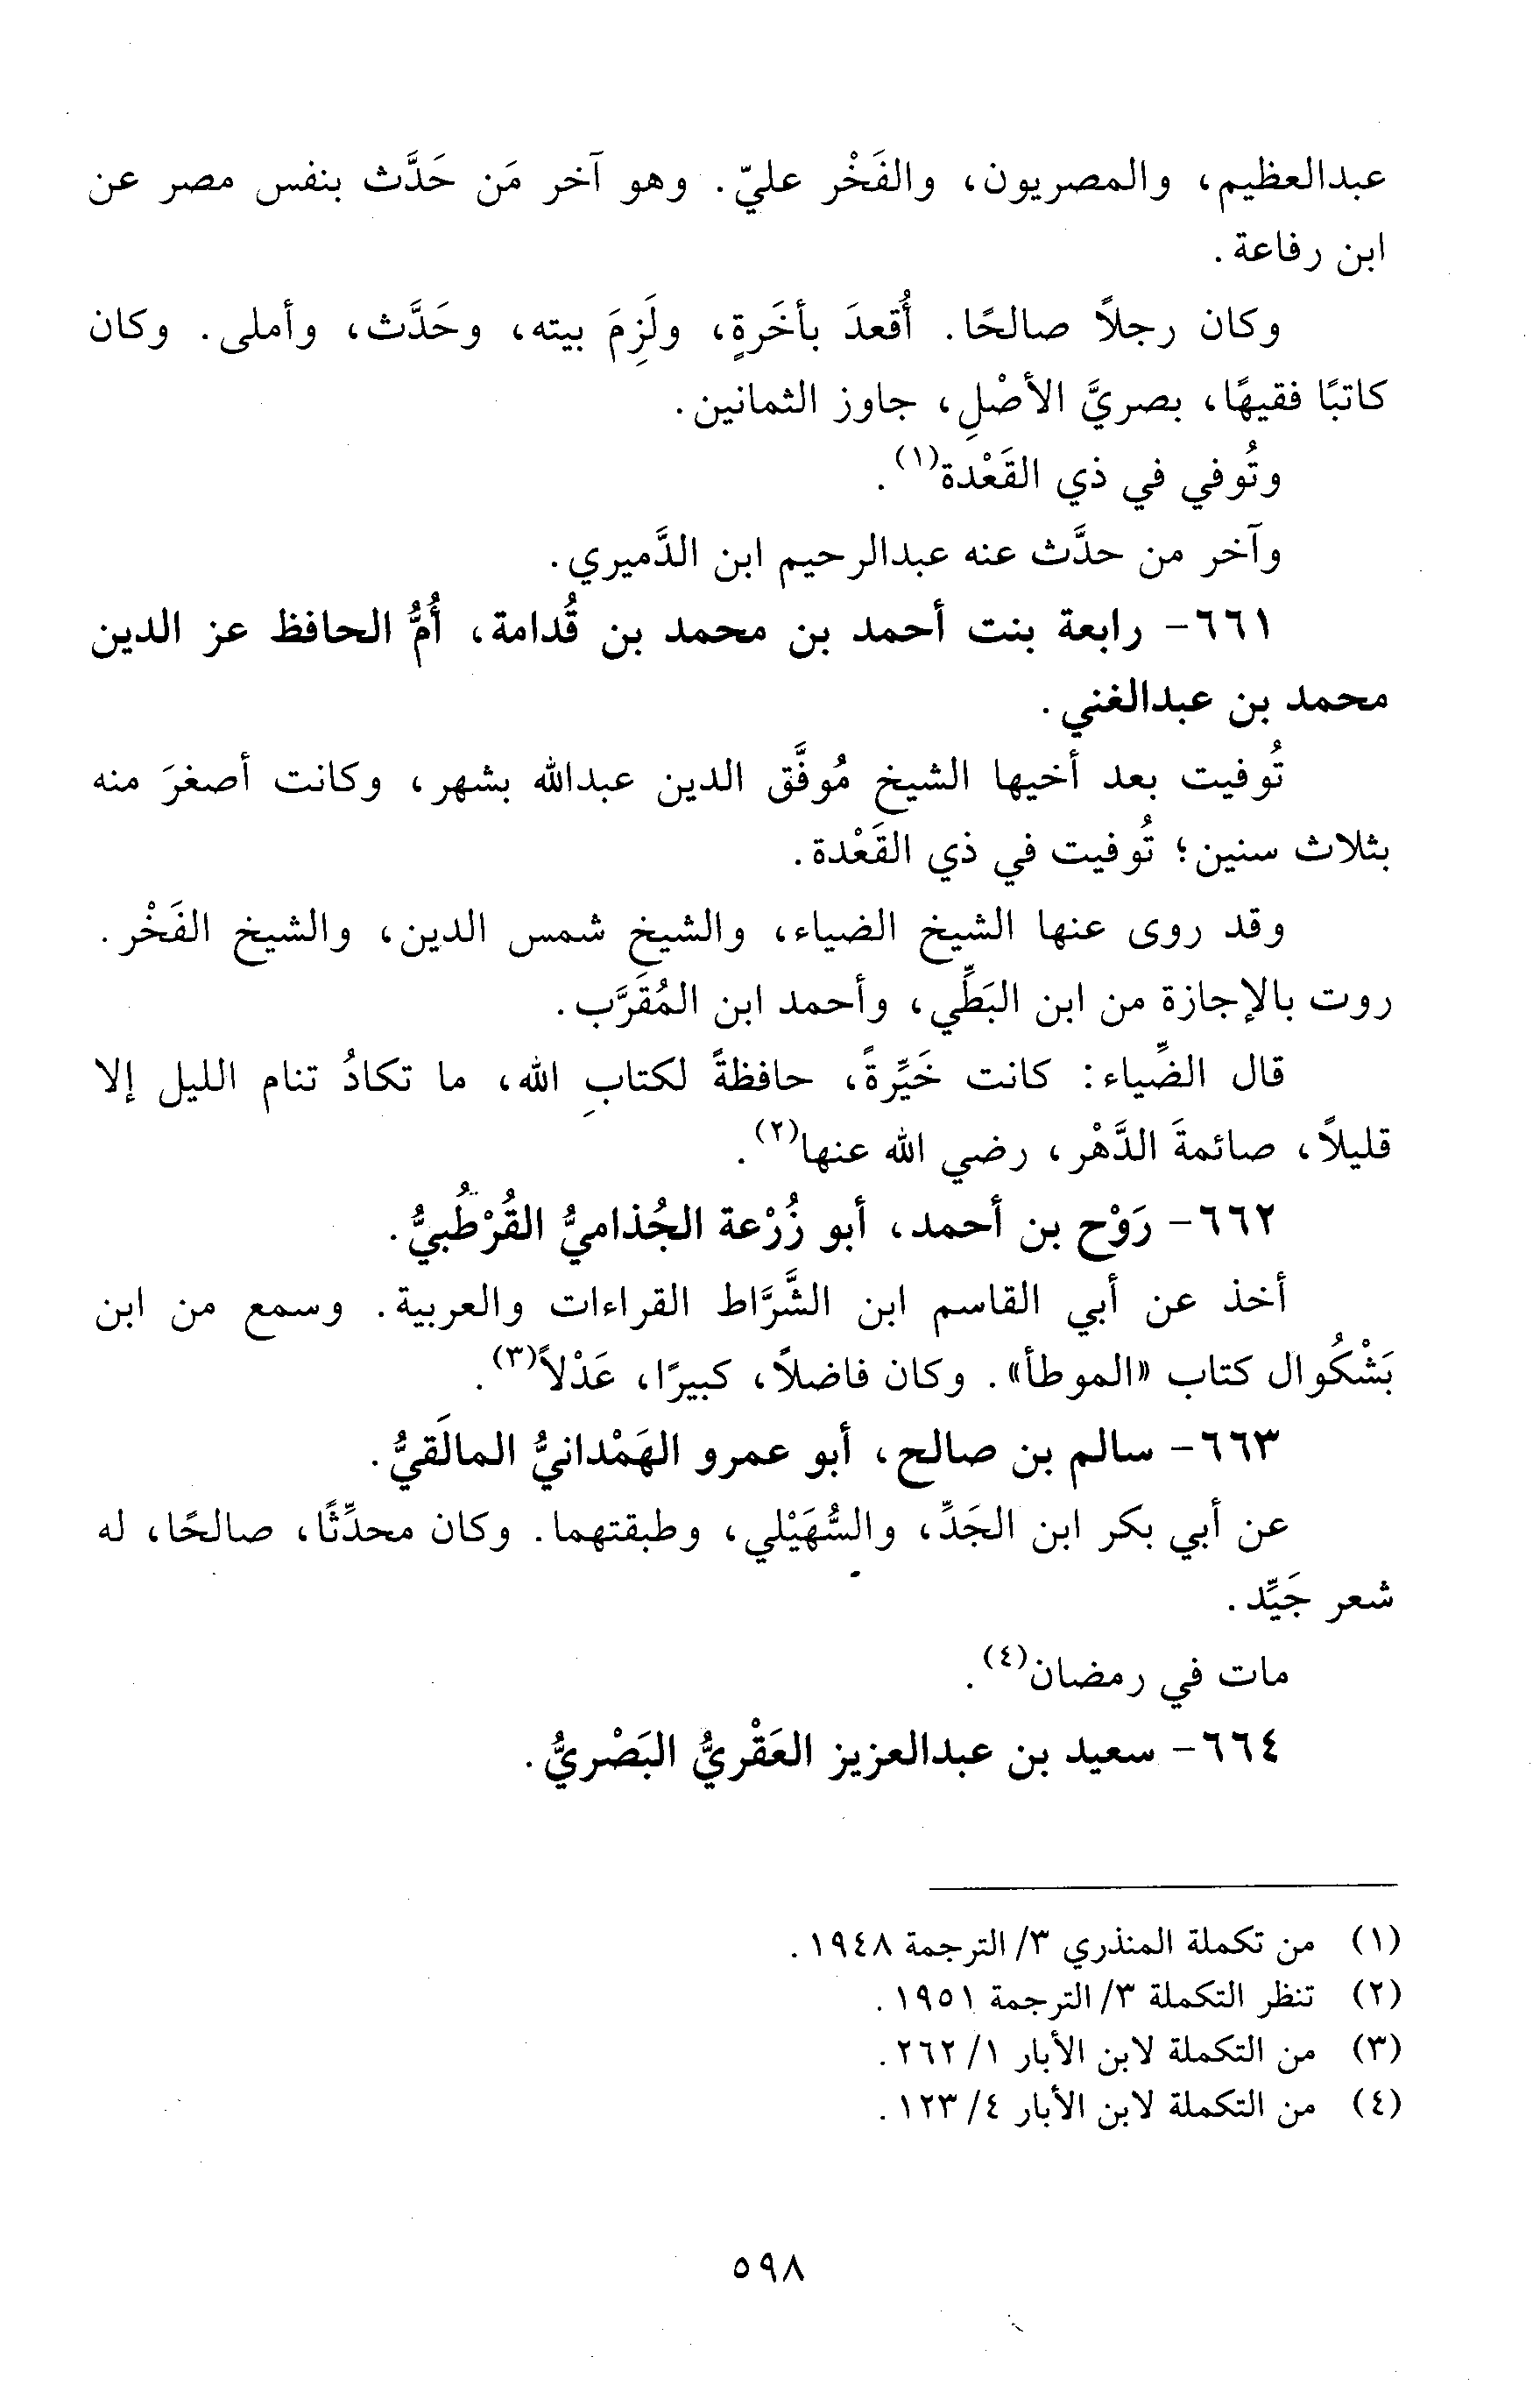 عبدالعظيم، والمصريون، والفَخْر عليّ. وهو آخر مَن حَدَّث بنفس مصر عن
ابن رفاعة.
وكان رجلاً صالحًا. أُقعدَ بأخَرةٍ، ولَزِمَ بيته، وحَدَّث، وأملى. وكان
كاتبًا فقيهًا، بصريَّ الأصْلِ، جاوز الثمانين.
وتُوفي في ذي القَعْدة(١).
وآخر من حدَّث عنه عبدالرحيم ابن الدَّميري.
٦٦١- رابعة بنت أحمد بن محمد بن قُدامة، أُمُّ الحافظ عز الدين
محمد بن عبدالغني.
تُوفيت بعد أخيها الشيخ مُوفَّق الدين عبدالله بشهر، وكانت أصغرَ منه
بثلاث سنين؛ تُوفيت في ذي القَعْدة.
وقد روى عنها الشيخ الضياء، والشيخ شمس الدين، والشيخ الفَخْر.
روت بالإجازة من ابن البَطِّي، وأحمد ابن المُقَرَّب.
قال الضِّياء: كانت خَيِّرةً، حافظةً لكتابِ الله، ما تكادُ تنام الليل إلا
قليلاً، صائمةَ الدَّهْر، رضي الله عنها(٢).
٦٦٢- رَوْح بن أحمد، أبو زُرْعة الجُذاميُّ القُرْطُبيُّ.
أخذ عن أبي القاسم ابن الشَّرَّاط القراءات والعربية. وسمع من ابن
بَشْكُوال كتاب «الموطأ». وكان فاضلاً، كبيرًا، عَدْلاً(٣).
٦٦٣- سالم بن صالح، أبو عمرو الهَمْدانيُّ المالَقيُّ.
عن أبي بكر ابن الجَدِّ، والسُّهَيْلي، وطبقتهما. وكان محدِّثًا، صالحًا، له
شعر جَيِّد.
مات في رمضان(٤).
٦٦٤- سعيد بن عبدالعزيز العَقْريُّ البَصْريُّ.
(١) من تكملة المنذري ٣/ الترجمة ١٩٤٨.
(٢) تنظر التكملة ٣/ الترجمة ١٩٥١.
(٣) من التكملة لابن الأبار ١/ ٢٦٢.
(٤) من التكملة لابن الأبار ٤/ ١٢٣.
٥٩٨